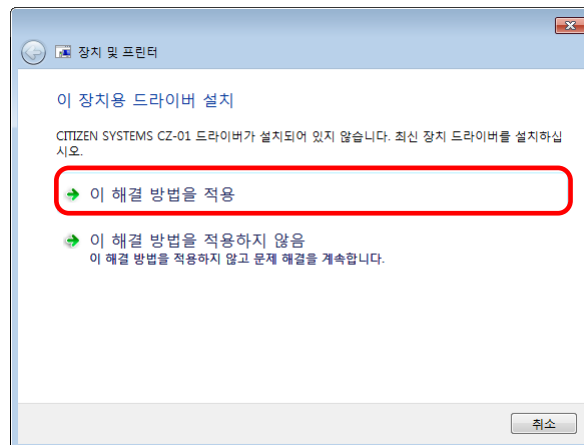 장치 및 프린터
이 장치용 드라이버 설치
CITIZEN SYSTEMS CZ-01 드라이버가 설치되어 있지 않습니다. 최신 장치 드라이버를 설치하십
시오.
이 해결 방법을 적용
이 해결 방법을 적용하지 않음
이 해결 방법을 적용하지 않고 문제 해결을 계속합니다.
취소